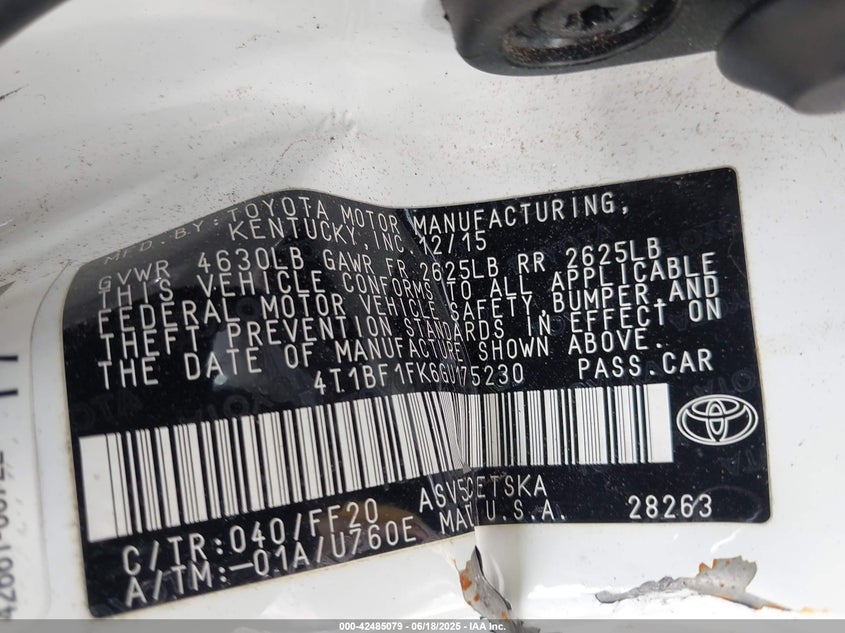 MFD. BY: TOYOTA MOTOR MANUFACTURING,
KENTUCKY, INC. 12/15
GVWR 4630LB GAWR FR 2625LB RR 2625LB
THIS VEHICLE CONFORMS TO ALL APPLICABLE
FEDERAL MOTOR VEHICLE SAFETY, BUMPER, AND
THEFT PREVENTION STANDARDS IN EFFECT ON
THE DATE OF MANUFACTURE SHOWN ABOVE.
4T1BF1FK6GU175230 PASS.CAR
C/TR:040/FF20
A/TM:-01A/U760E
28263
U.S.A.
000-42485079 - 06/18/2025 - IAA Inc.